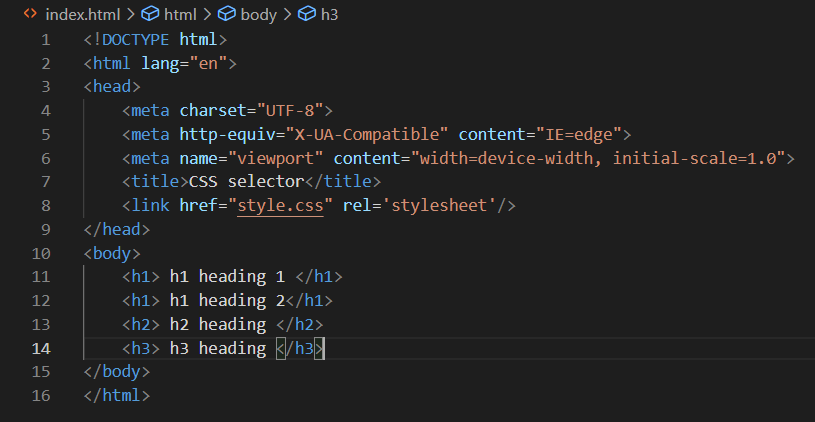 index.html > html > body > h3
1 <!DOCTYPE html>
2 <html lang="en">
3 <head>
4     <meta charset="UTF-8">
5     <meta http-equiv="X-UA-Compatible" content="IE=edge">
6     <meta name="viewport" content="width=device-width, initial-scale=1.0">
7     <title>CSS selector</title>
8     <link href="style.css" rel='stylesheet'/>
9 </head>
10 <body>
11     <h1> h1 heading 1 </h1>
12     <h1> h1 heading 2</h1>
13     <h2> h2 heading </h2>
14     <h3> h3 heading </h3>
15 </body>
16 </html>